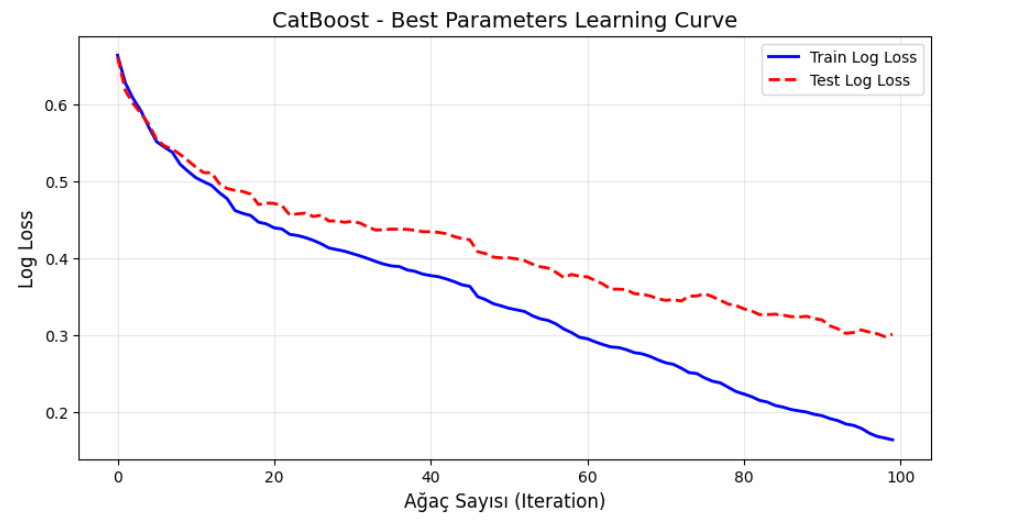 CatBoost - Best Parameters Learning Curve
Train Log Loss
Test Log Loss
Log Loss
0.6
0.5
0.4
0.3
0.2
0 20 40 60 80 100
Ağaç Sayısı (Iteration)